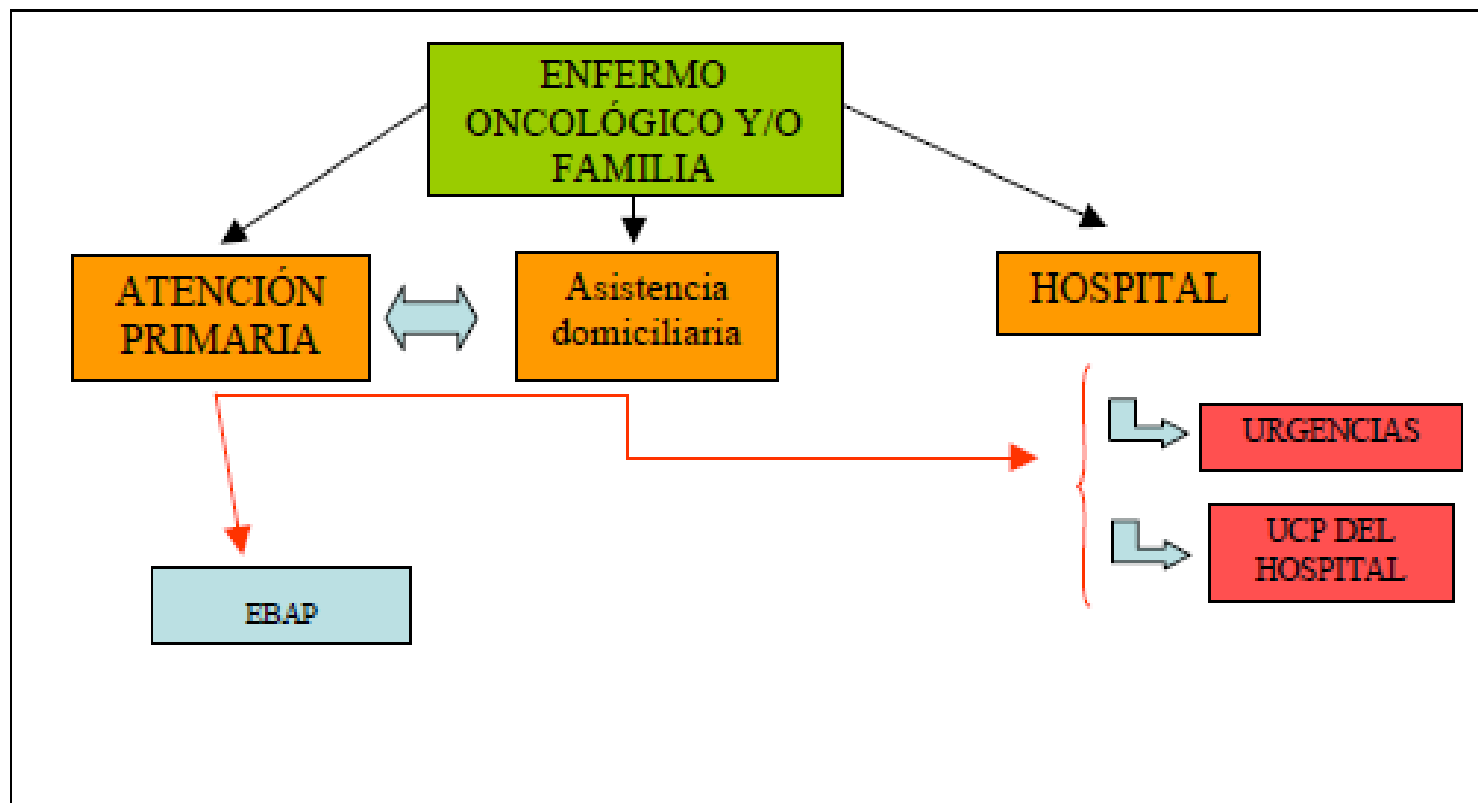 ENFERMO
ONCOLÓGICO Y/O
FAMILIA
ATENCIÓN
PRIMARIA
Asistencia
domiciliaria
HOSPITAL
URGENCIAS
UCP DEL
HOSPITAL
EBAP